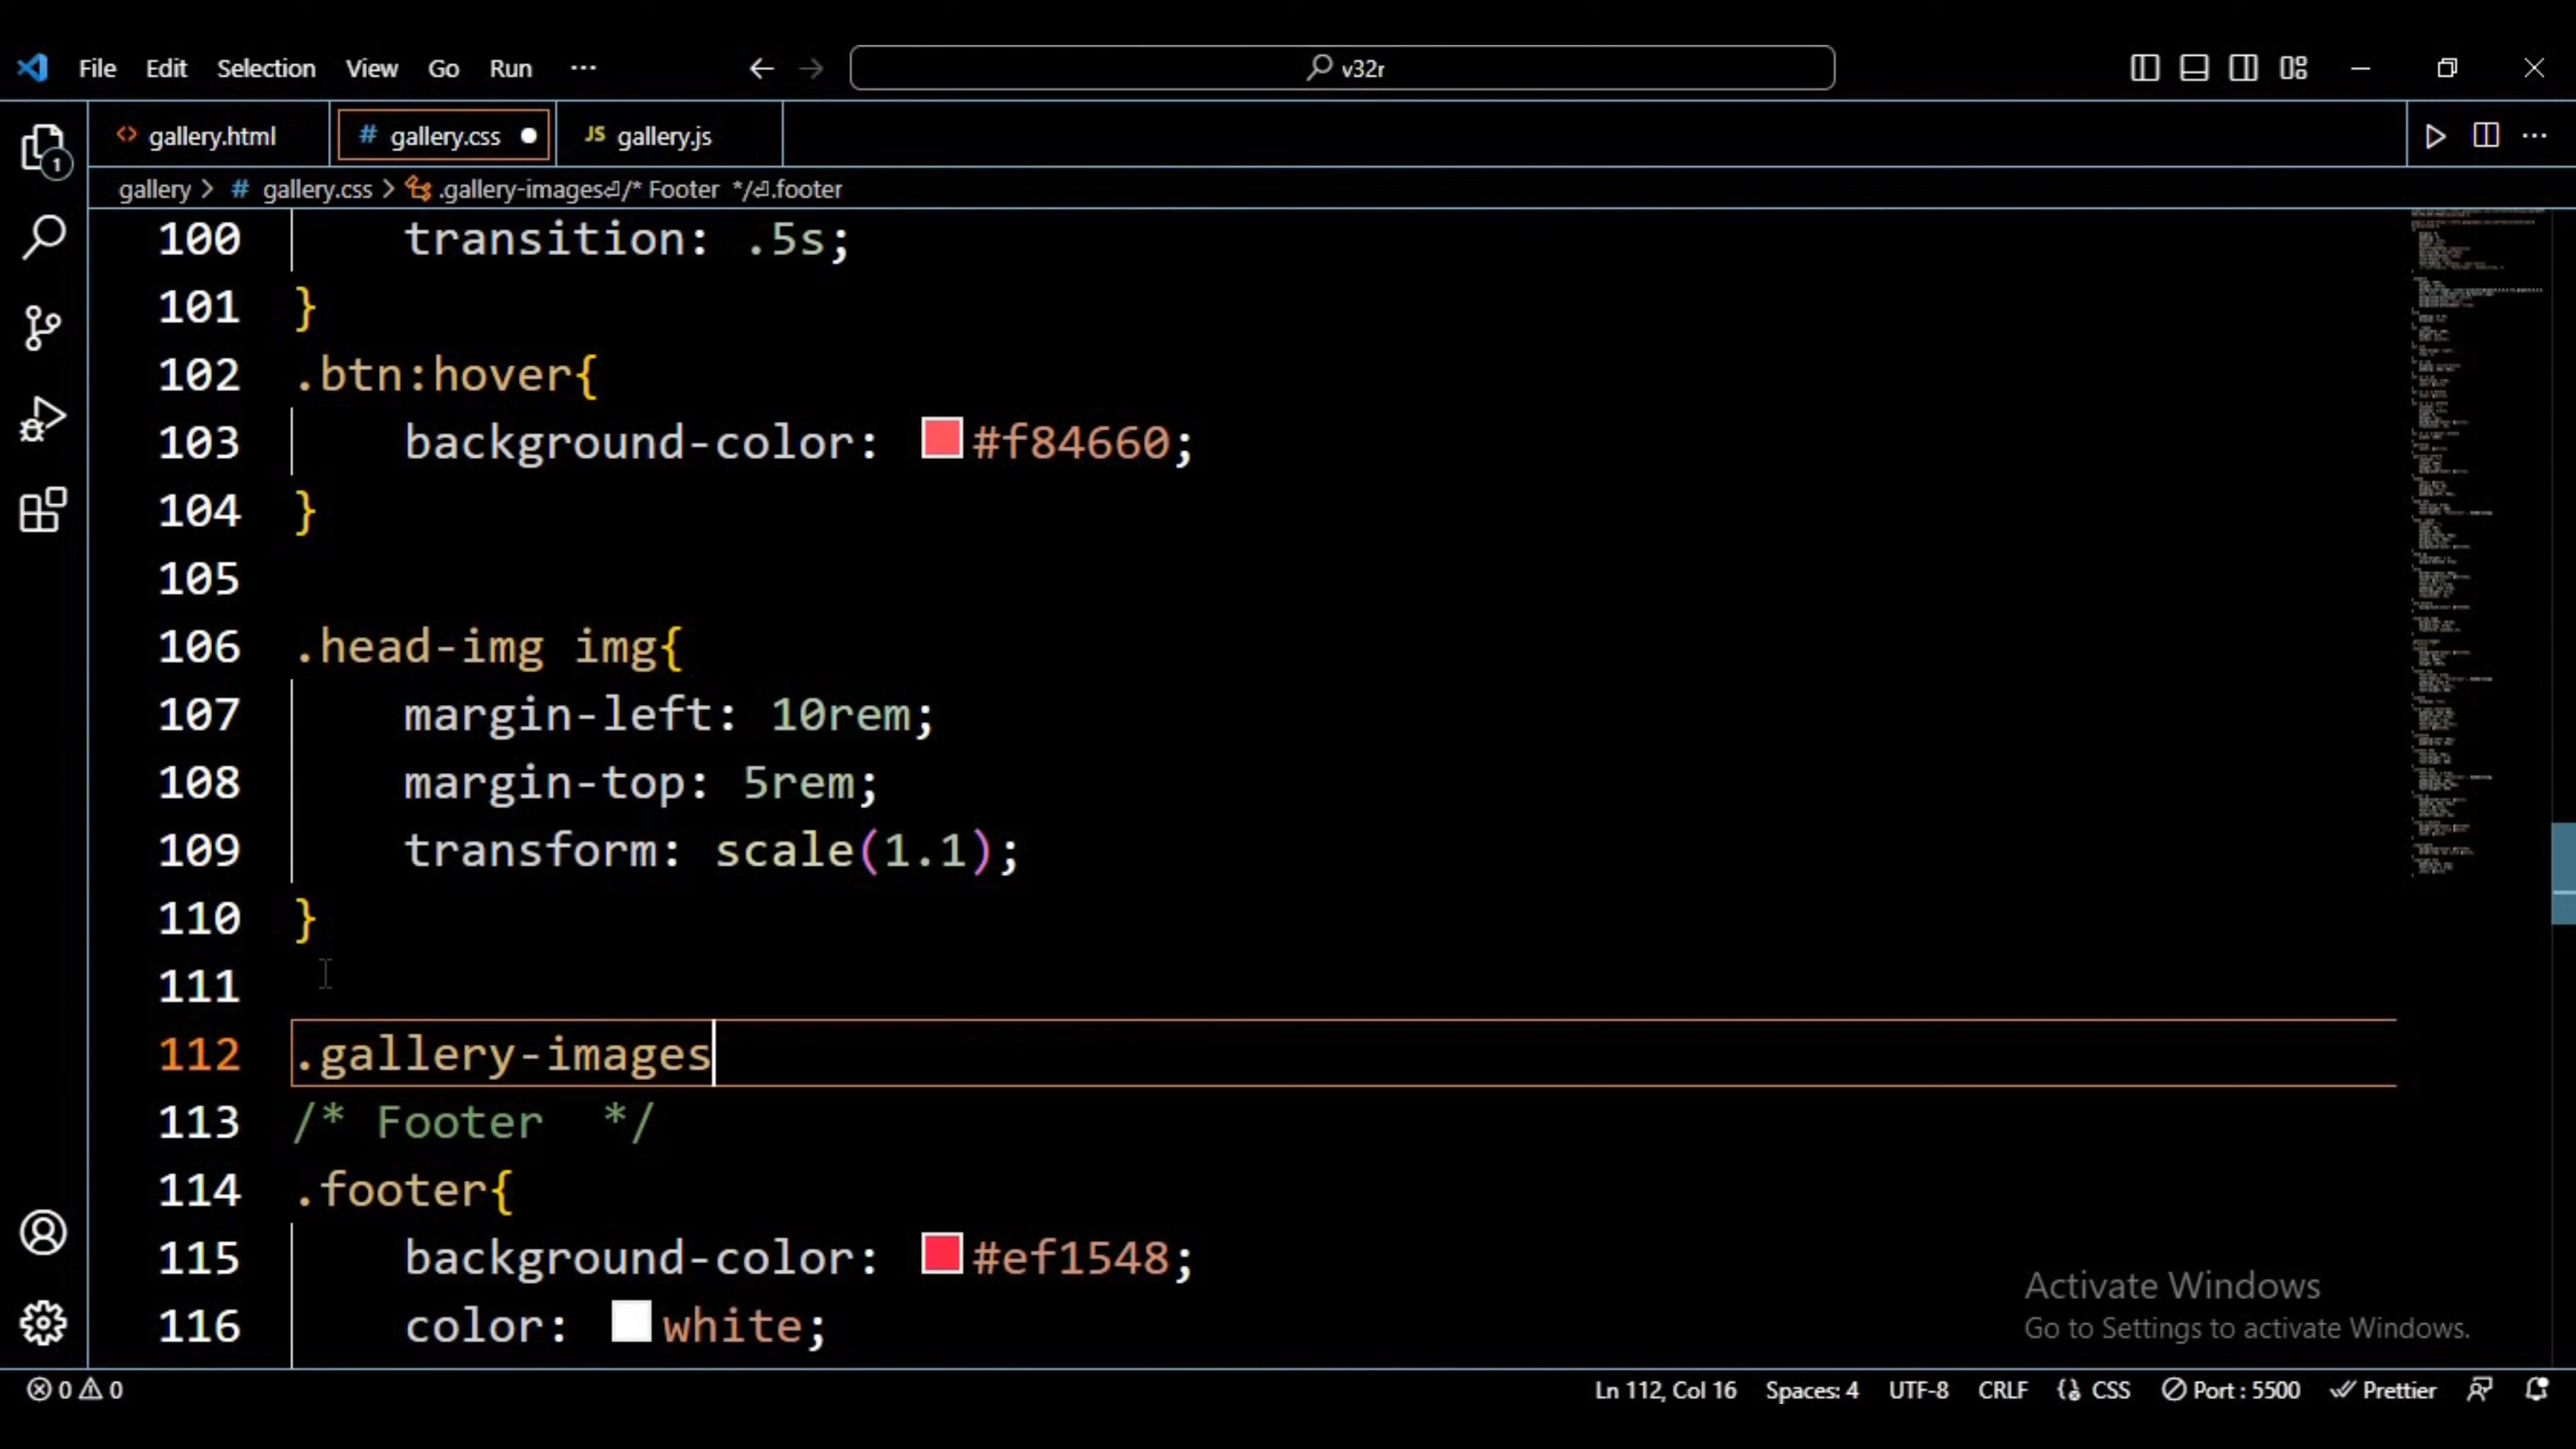 File Edit Selection View Go Run ··· v32r
gallery.html gallery.css gallery.js
gallery > # gallery.css > .gallery-images⏎/* Footer */⏎.footer
100 transition: .5s;
101 }
102 .btn:hover{
103 background-color: #f84660;
104 }
105
106 .head-img img{
107 margin-left: 10rem;
108 margin-top: 5rem;
109 transform: scale(1.1);
110 }
111
112 .gallery-images
113 /* Footer  */
114 .footer{
115 background-color: #ef1548;
116 color: white;
Activate Windows
Go to Settings to activate Windows.
0 0 Ln 112, Col 16 Spaces: 4 UTF-8 CRLF CSS Port : 5500 Prettier